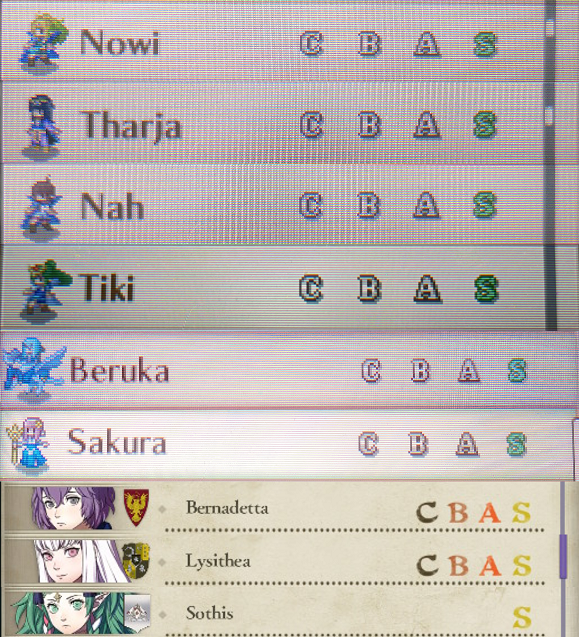 Nowi C B A S
Tharja C B A S
Nah C B A S
Tiki C B A S
Beruka C B A S
Sakura C B A S
Bernadetta C B A S
Lysithea C B A S
Sothis S